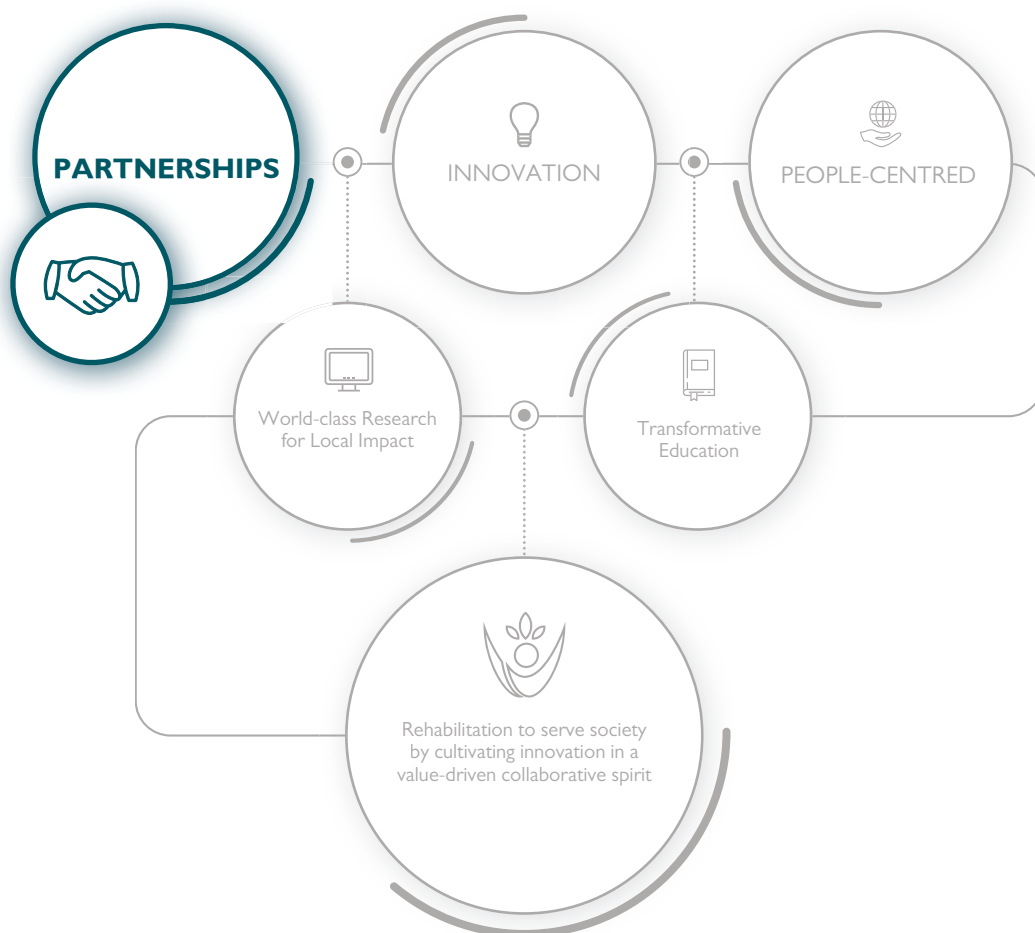 PARTNERSHIPS
INNOVATION
PEOPLE-CENTRED
World-class Research
for Local Impact
Transformative
Education
Rehabilitation to serve society
by cultivating innovation in a
value-driven collaborative spirit